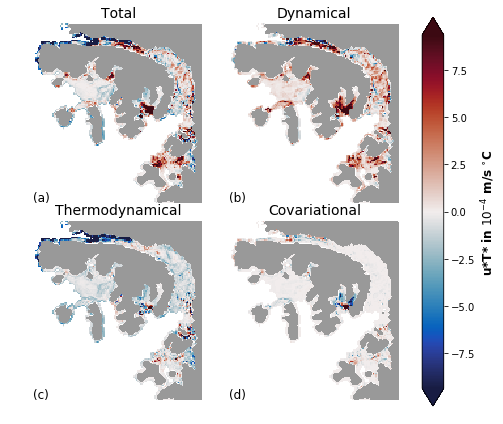 Total
Dynamical
(a)
(b)
Thermodynamical
Covariational
(c)
(d)
7.5
5.0
2.5
0.0
−2.5
−5.0
−7.5
u*T* in 10⁻⁴ m/s °C